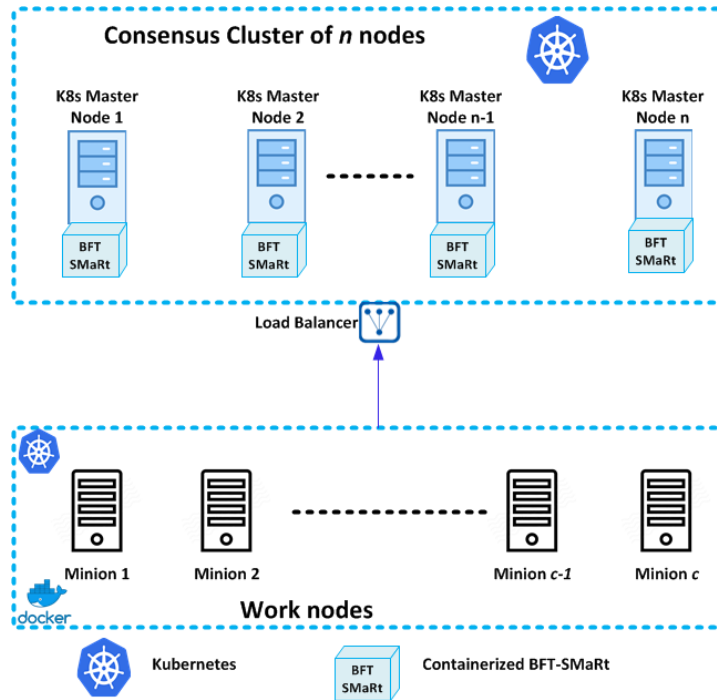 Consensus Cluster of n nodes
K8s Master
Node 1
K8s Master
Node 2
K8s Master
Node n-1
K8s Master
Node n
BFT
SMaRt
BFT
SMaRt
BFT
SMaRt
BFT
SMaRt
Load Balancer
Minion 1
Minion 2
Minion c-1
Minion c
docker
Work nodes
Kubernetes
BFT
SMaRt
Containerized BFT-SMaRt